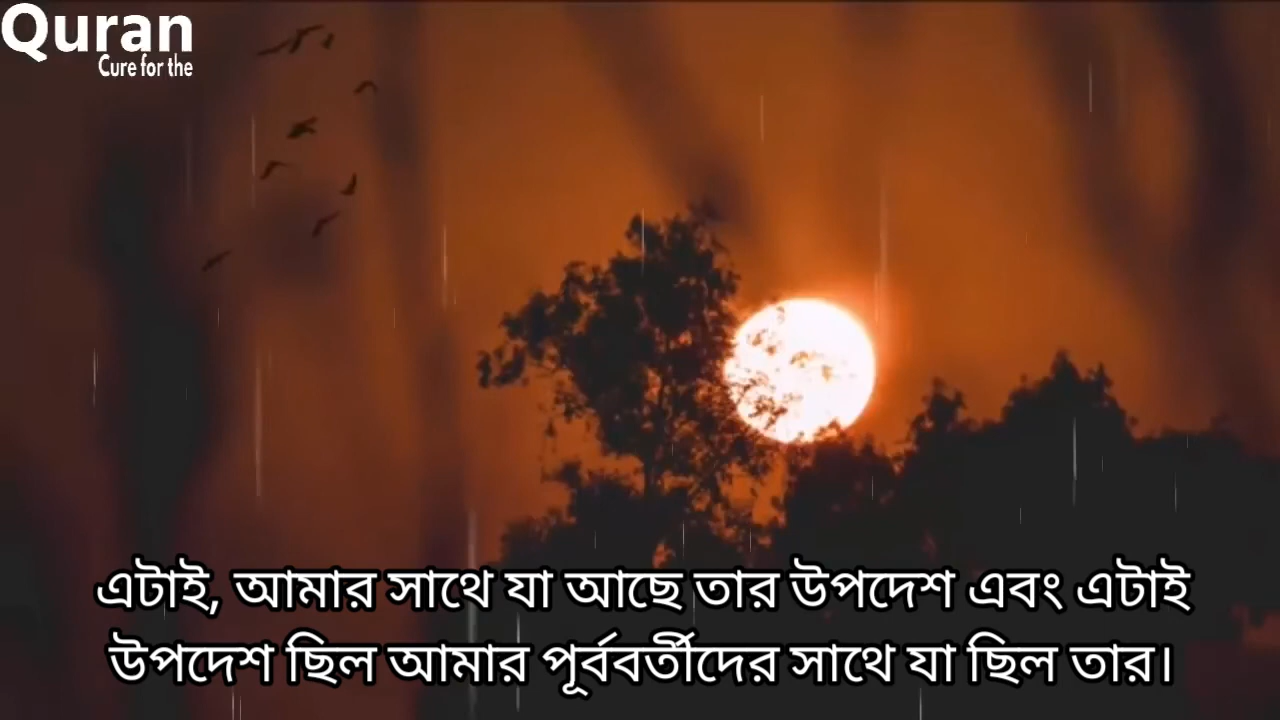 Quran
Cure for the
এটাই, আমার সাথে যা আছে তার উপদেশ এবং এটাই
উপদেশ ছিল আমার পূর্ববর্তীদের সাথে যা ছিল তার।